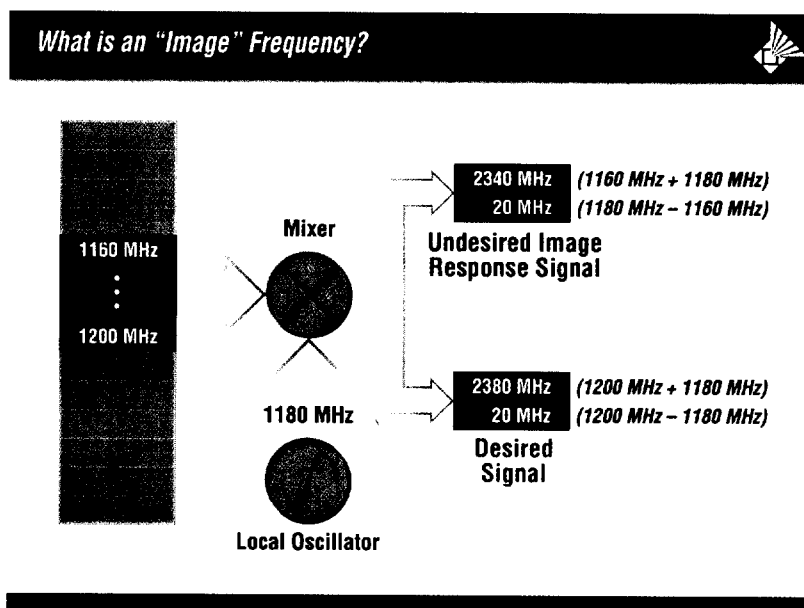 What is an “Image” Frequency?
1160 MHz
1200 MHz
Mixer
1180 MHz
Local Oscillator
2340 MHz (1160 MHz + 1180 MHz)
20 MHz (1180 MHz – 1160 MHz)
Undesired Image
Response Signal
2380 MHz (1200 MHz + 1180 MHz)
20 MHz (1200 MHz – 1180 MHz)
Desired
Signal